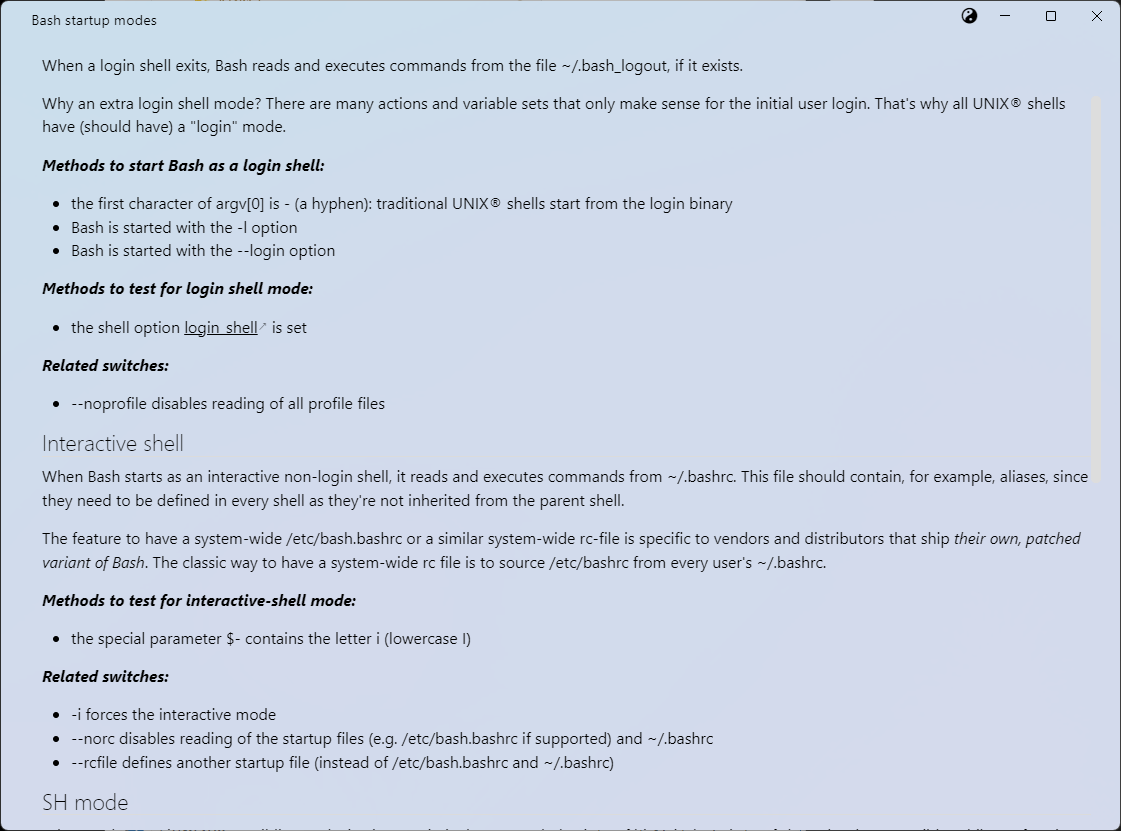 Bash startup modes
When a login shell exits, Bash reads and executes commands from the file ~/.bash_logout, if it exists.
Why an extra login shell mode? There are many actions and variable sets that only make sense for the initial user login. That's why all UNIX® shells
have (should have) a "login" mode.
Methods to start Bash as a login shell:
• the first character of argv[0] is - (a hyphen): traditional UNIX® shells start from the login binary
• Bash is started with the -l option
• Bash is started with the --login option
Methods to test for login shell mode:
• the shell option login_shell↗ is set
Related switches:
• --noprofile disables reading of all profile files
Interactive shell
When Bash starts as an interactive non-login shell, it reads and executes commands from ~/.bashrc. This file should contain, for example, aliases, since
they need to be defined in every shell as they're not inherited from the parent shell.
The feature to have a system-wide /etc/bash.bashrc or a similar system-wide rc-file is specific to vendors and distributors that ship their own, patched
variant of Bash. The classic way to have a system-wide rc file is to source /etc/bashrc from every user's ~/.bashrc.
Methods to test for interactive-shell mode:
• the special parameter $- contains the letter i (lowercase I)
Related switches:
• -i forces the interactive mode
• --norc disables reading of the startup files (e.g. /etc/bash.bashrc if supported) and ~/.bashrc
• --rcfile defines another startup file (instead of /etc/bash.bashrc and ~/.bashrc)
SH mode